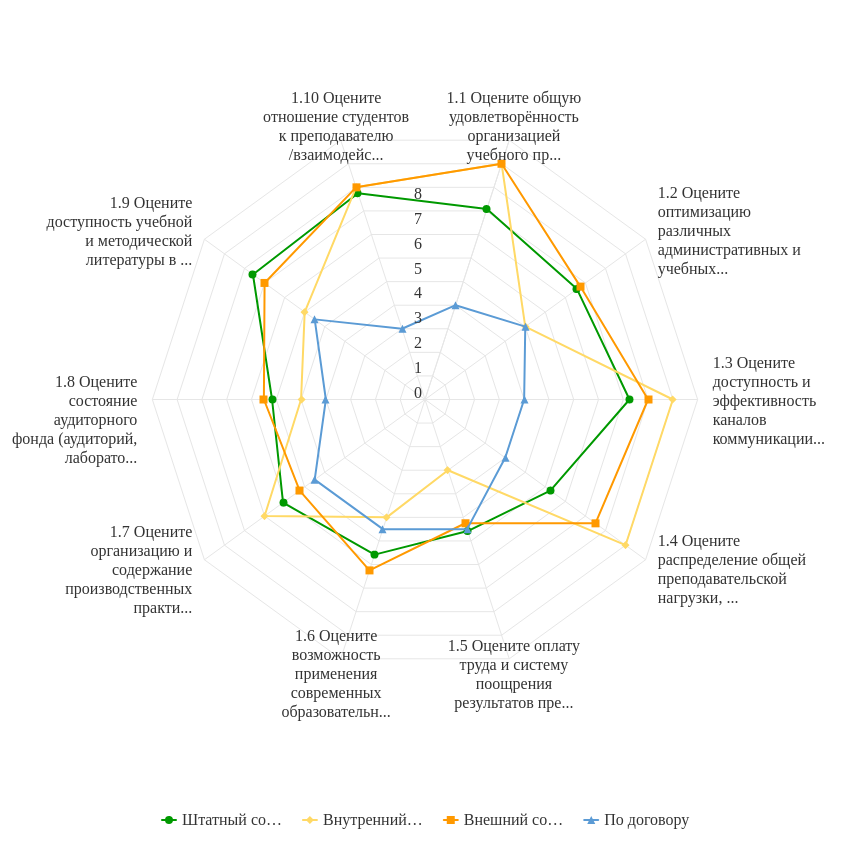 1.10 Оцените
отношение студентов
к преподавателю
/взаимодейс...
1.1 Оцените общую
удовлетворённость
организацией
учебного пр...
1.2 Оцените
оптимизацию
различных
административных и
учебных...
1.3 Оцените
доступность и
эффективность
каналов
коммуникации...
1.4 Оцените
распределение общей
преподавательской
нагрузки, ...
1.5 Оцените оплату
труда и систему
поощрения
результатов пре...
1.6 Оцените
возможность
применения
современных
образовательн...
1.7 Оцените
организацию и
содержание
производственных
практи...
1.8 Оцените
состояние
аудиторного
фонда (аудиторий,
лаборато...
1.9 Оцените
доступность учебной
и методической
литературы в ...
8
7
6
5
4
3
2
1
0
Штатный со…
Внутренний…
Внешний со…
По договору